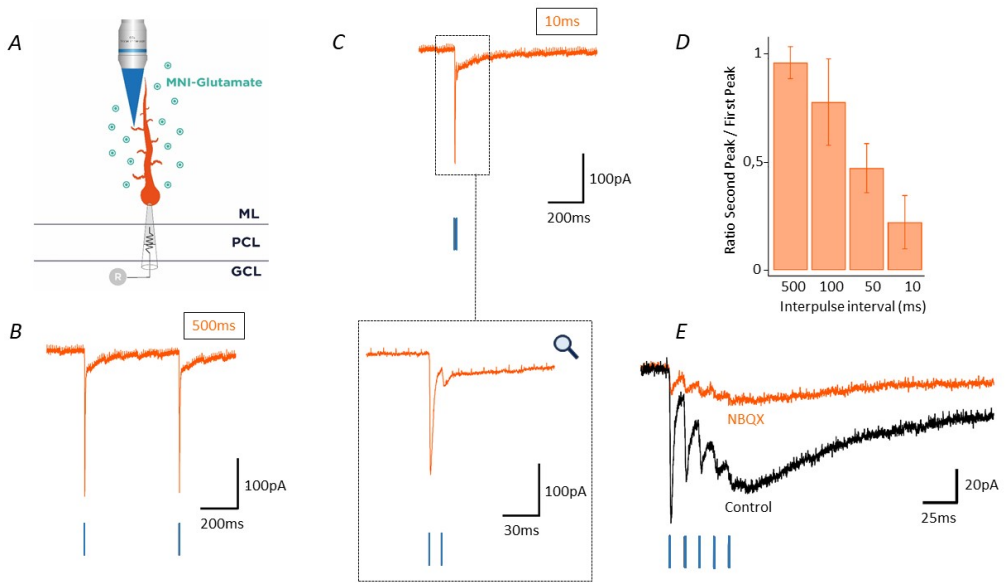 A
MNI-Glutamate
ML
PCL
GCL
R
B
500ms
100pA
200ms
C
10ms
100pA
200ms
100pA
30ms
D
Ratio Second Peak / First Peak
1
0,5
0
500 100 50 10
Interpulse interval (ms)
E
NBQX
Control
20pA
25ms